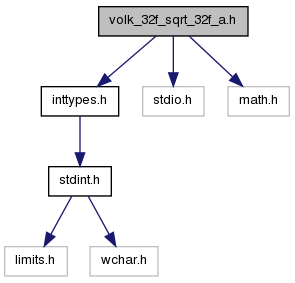 volk_32f_sqrt_32f_a.h
inttypes.h
stdio.h
math.h
stdint.h
limits.h
wchar.h